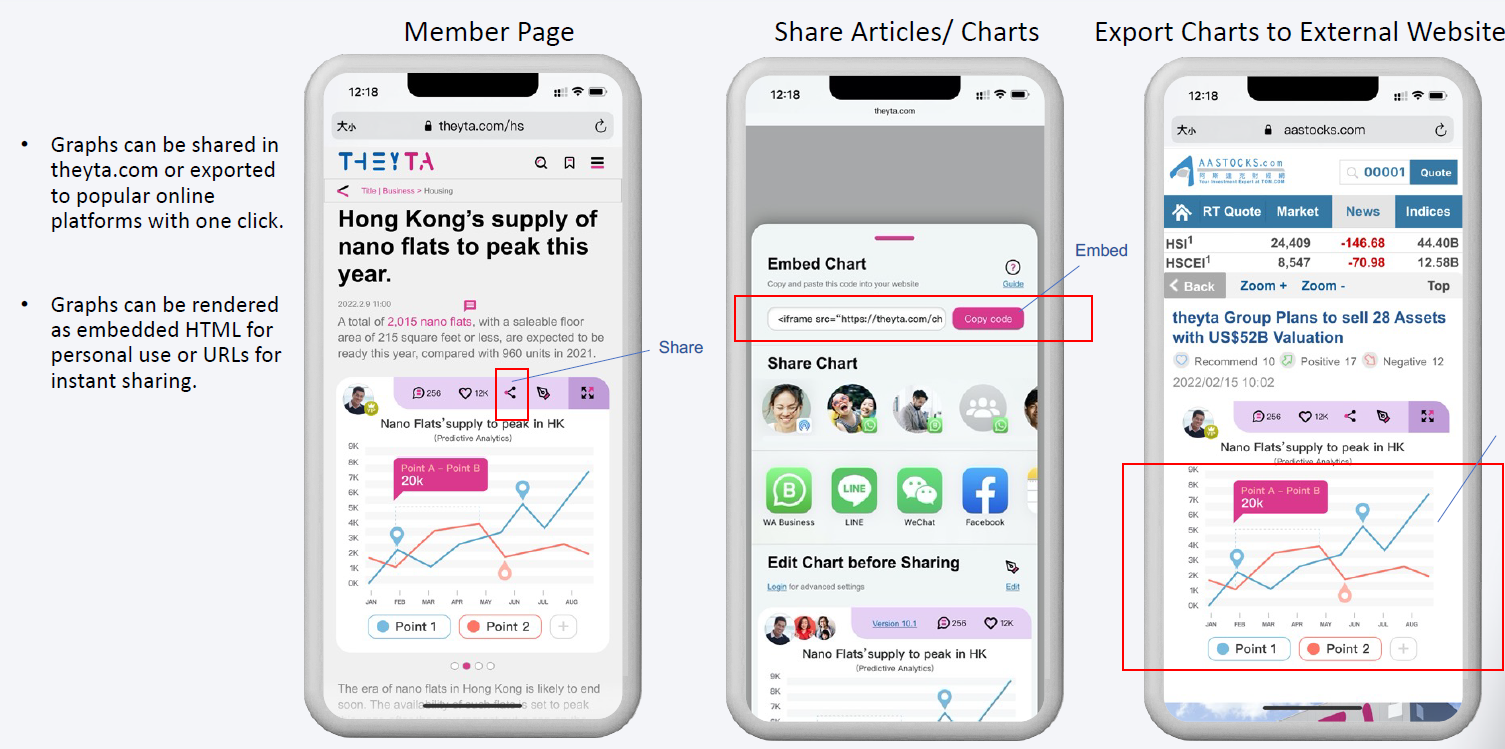 Member Page
Share Articles/ Charts
Export Charts to External Website
• Graphs can be shared in
theyta.com or exported
to popular online
platforms with one click.
• Graphs can be rendered
as embedded HTML for
personal use or URLs for
instant sharing.
12:18
大小
theyta.com/hs
THEYTA
Title | Business > Housing
Hong Kong’s supply of
nano flats to peak this
year.
2022.2.9 11:00
A total of 2,015 nano flats, with a saleable floor
area of 215 square feet or less, are expected to be
ready this year, compared with 960 units in 2021.
Share
256
12K
Nano Flats’supply to peak in HK
(Predictive Analytics)
9K
8K
7K
6K
5K
4K
3K
2K
1K
0K
Point A – Point B
20k
JAN FEB MAR APR MAY JUN JUL AUG
Point 1
Point 2
+
The era of nano flats in Hong Kong is likely to end
soon. The availability of such flats is set to peak
12:18
theyta.com
Embed Chart
Copy and paste this code into your website
?
Guide
Embed
<iframe src=“https://theyta.com/ch
Copy code
Share Chart
WA Business
LINE
LINE
WeChat
Facebook
Edit Chart before Sharing
Login for advanced settings
Edit
Version 10.1
256
12K
Nano Flats’supply to peak in HK
(Predictive Analytics)
9K
8K
7K
6K
12:18
大小
aastocks.com
AASTOCKS.com
阿斯達克財經網
Your Investment Expert at YOM.COM
00001
Quote
RT Quote
Market
News
Indices
HSI1 24,409 -146.68 44.40B
HSCEI1 8,547 -70.98 12.58B
Back
Zoom +
Zoom -
Top
theyta Group Plans to sell 28 Assets
with US$52B Valuation
Recommend 10
Positive 17
Negative 12
2022/02/15 10:02
256
12K
Nano Flats’supply to peak in HK
(Predictive Analytics)
9K
8K
7K
6K
5K
4K
3K
2K
1K
0K
Point A – Point B
20k
JAN FEB MAR APR MAY JUN JUL AUG
Point 1
Point 2
+